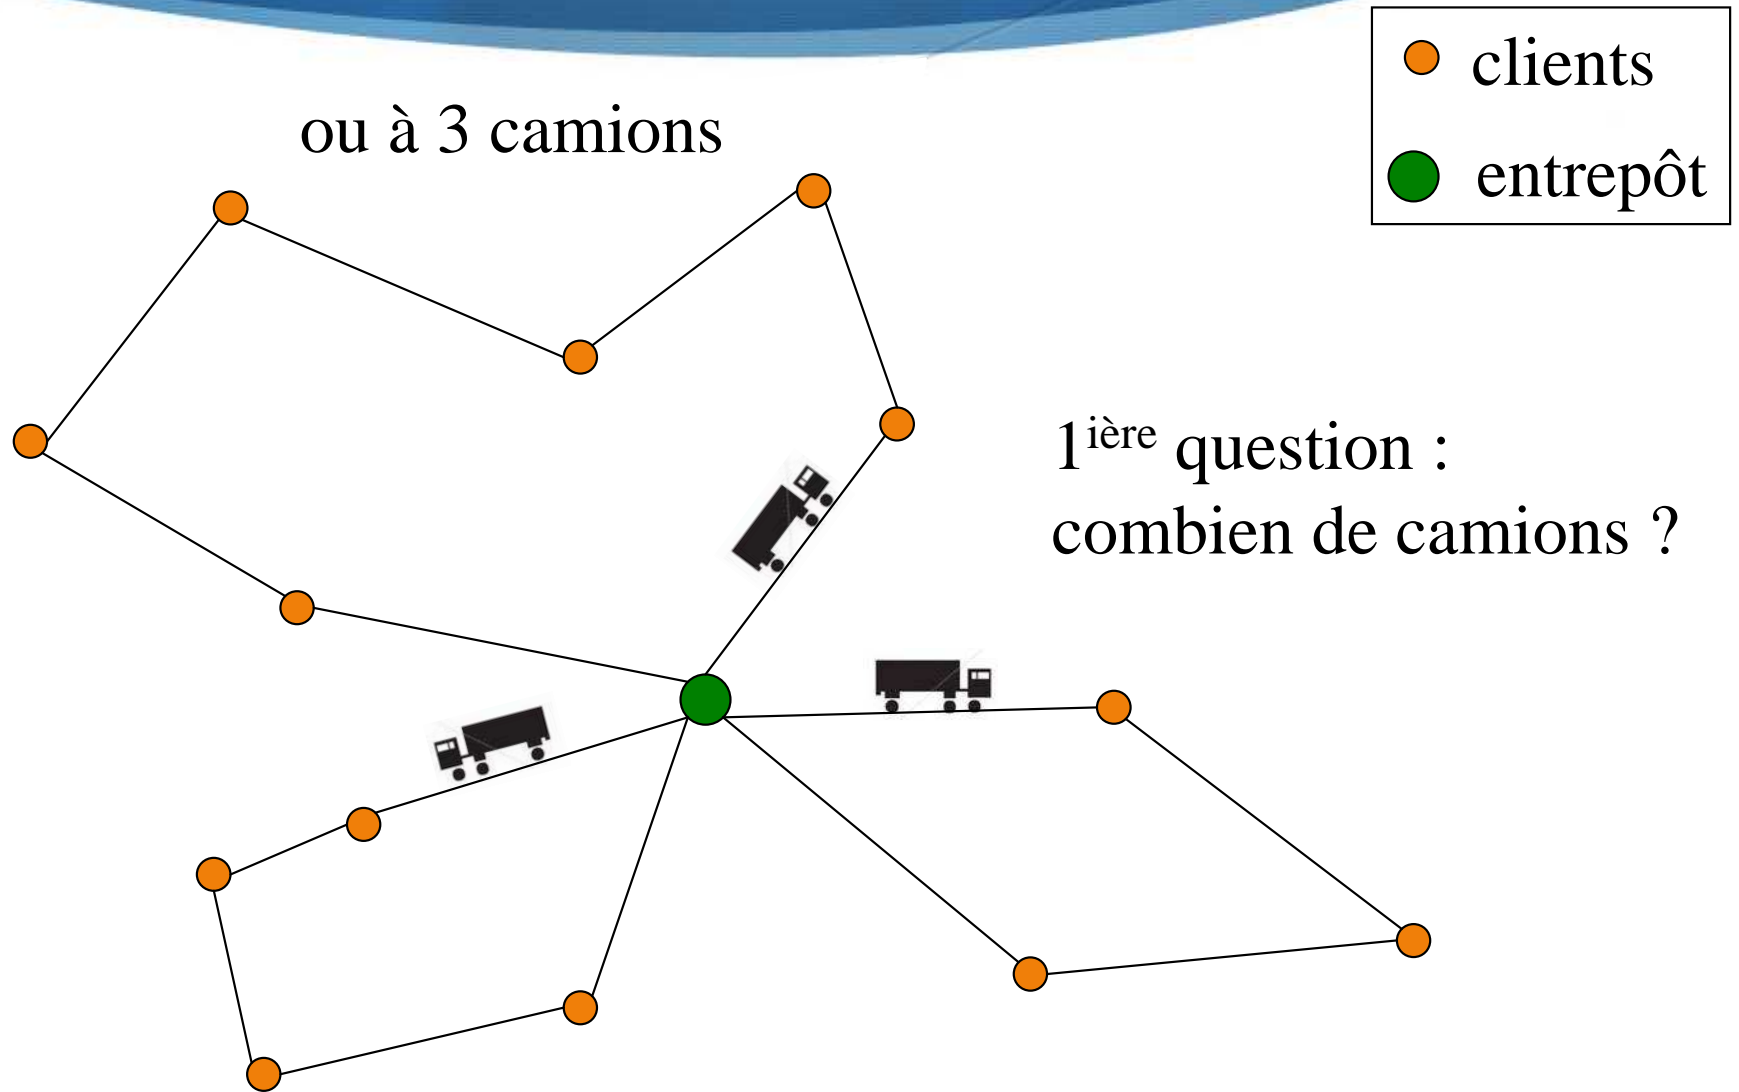 clients
entrepôt
ou à 3 camions
1ière question :
combien de camions ?